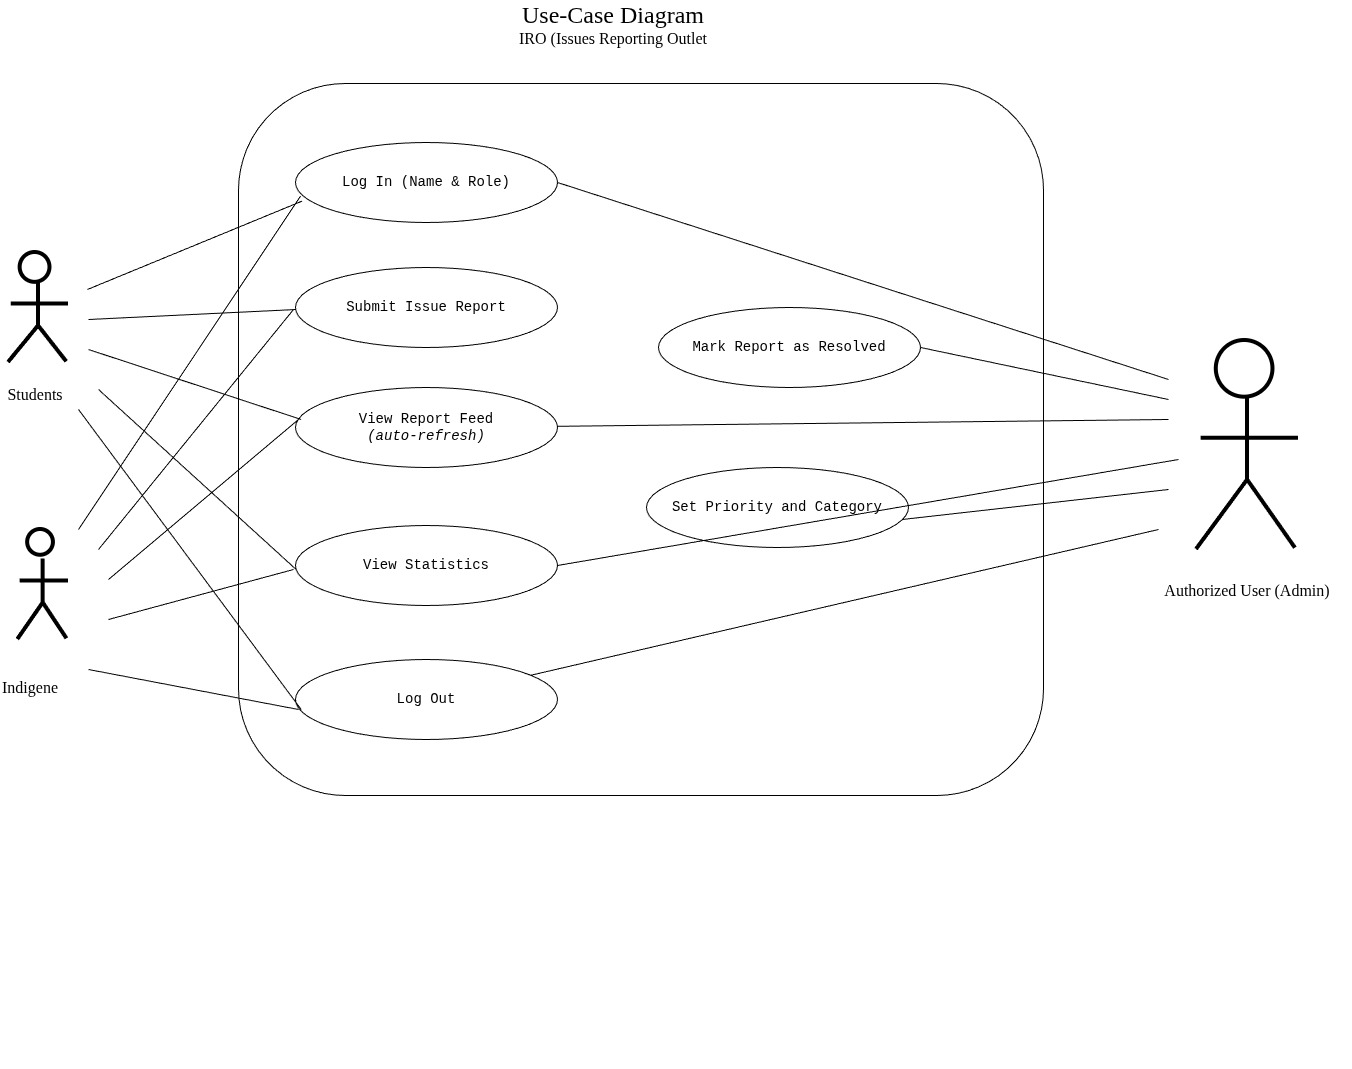 Use-Case Diagram
IRO (Issues Reporting Outlet
Log In (Name & Role)
Submit Issue Report
Mark Report as Resolved
Students
View Report Feed
(auto-refresh)
Set Priority and Category
View Statistics
Authorized User (Admin)
Indigene
Log Out